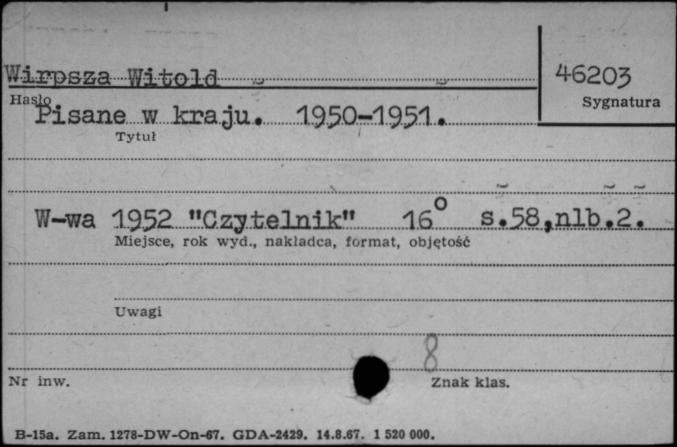 Wirpsza Witold
46203
Hasło
Sygnatura
Pisane w kraju. 1950-1951.
Tytuł
W-wa 1952 "Czytelnik" 16° s.58,nlb.2.
Miejsce, rok wyd., nakładca, format, objętość
Uwagi
8
Nr inw.
Znak klas.
B-15a. Zam. 1278-DW-On-67. GDA-2429. 14.8.67. 1 520 000.